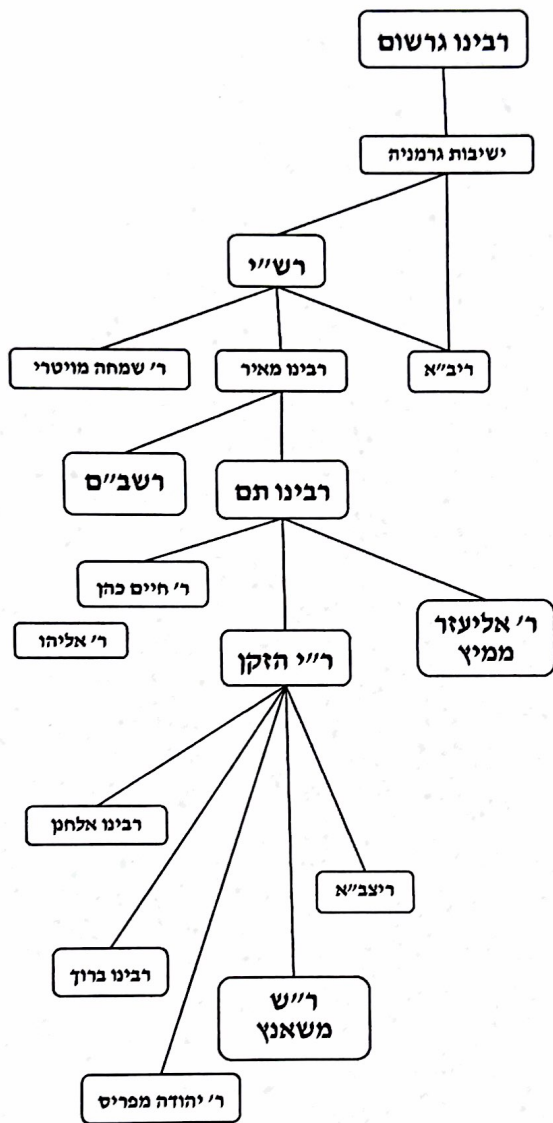 רבינו גרשום
ישיבות גרמניה
רש״י
ר׳ שמחה מויטרי
רבינו מאיר
ריב״א
רשב״ם
רבינו תם
ר׳ חיים כהן
ר׳ אליעזר
ממיץ
ר׳ אליהו
ר״י הזקן
רבינו אלחנן
ריצב״א
רבינו ברוך
ר״ש
משאנץ
ר׳ יהודה מפריס